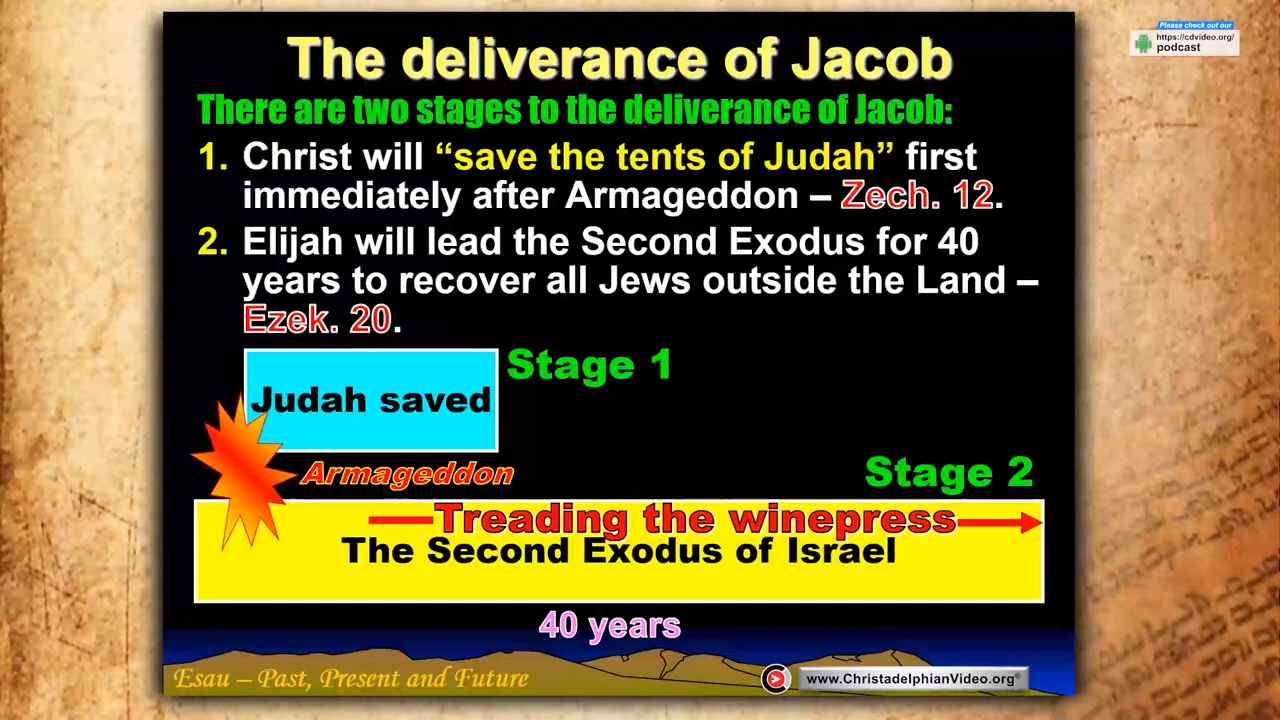 Please check out our
https://cdvideo.org/
podcast
The deliverance of Jacob
There are two stages to the deliverance of Jacob:
1. Christ will “save the tents of Judah” first
immediately after Armageddon – Zech. 12.
2. Elijah will lead the Second Exodus for 40
years to recover all Jews outside the Land –
Ezek. 20.
Stage 1
Judah saved
Armageddon
Stage 2
Treading the winepress
The Second Exodus of Israel
40 years
Esau – Past, Present and Future
www.ChristadelphianVideo.org®